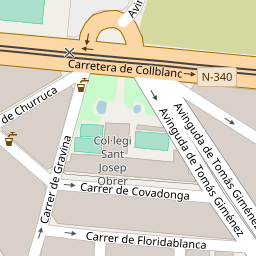 Avin
Carretera de Collblanc
N-340
de Churruca
Avinguda de Tomás Giménez
Avinguda de Tomás Giménez
Carrer de Gravina
Col·legi
Sant
Josep
Obrer
Carrer de Covadonga
Carrer de Floridablanca